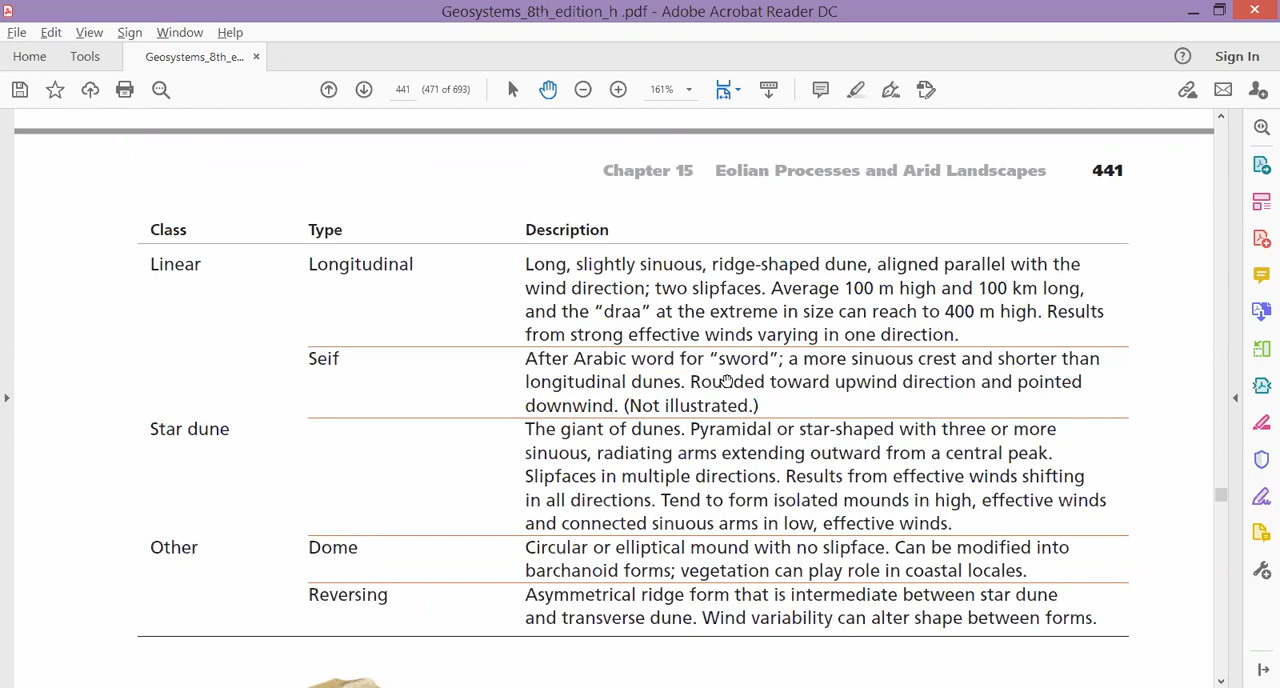 Geosystems_8th_edition_h .pdf - Adobe Acrobat Reader DC
File Edit View Sign Window Help
Home Tools Geosystems_8th_e... × Sign In
441 (471 of 693) 161%
Chapter 15 Eolian Processes and Arid Landscapes 441
Class Type Description
Linear Longitudinal Long, slightly sinuous, ridge-shaped dune, aligned parallel with the
wind direction; two slipfaces. Average 100 m high and 100 km long,
and the “draa” at the extreme in size can reach to 400 m high. Results
from strong effective winds varying in one direction.
Seif After Arabic word for “sword”; a more sinuous crest and shorter than
longitudinal dunes. Rounded toward upwind direction and pointed
downwind. (Not illustrated.)
Star dune The giant of dunes. Pyramidal or star-shaped with three or more
sinuous, radiating arms extending outward from a central peak.
Slipfaces in multiple directions. Results from effective winds shifting
in all directions. Tend to form isolated mounds in high, effective winds
and connected sinuous arms in low, effective winds.
Other Dome Circular or elliptical mound with no slipface. Can be modified into
barchanoid forms; vegetation can play role in coastal locales.
Reversing Asymmetrical ridge form that is intermediate between star dune
and transverse dune. Wind variability can alter shape between forms.